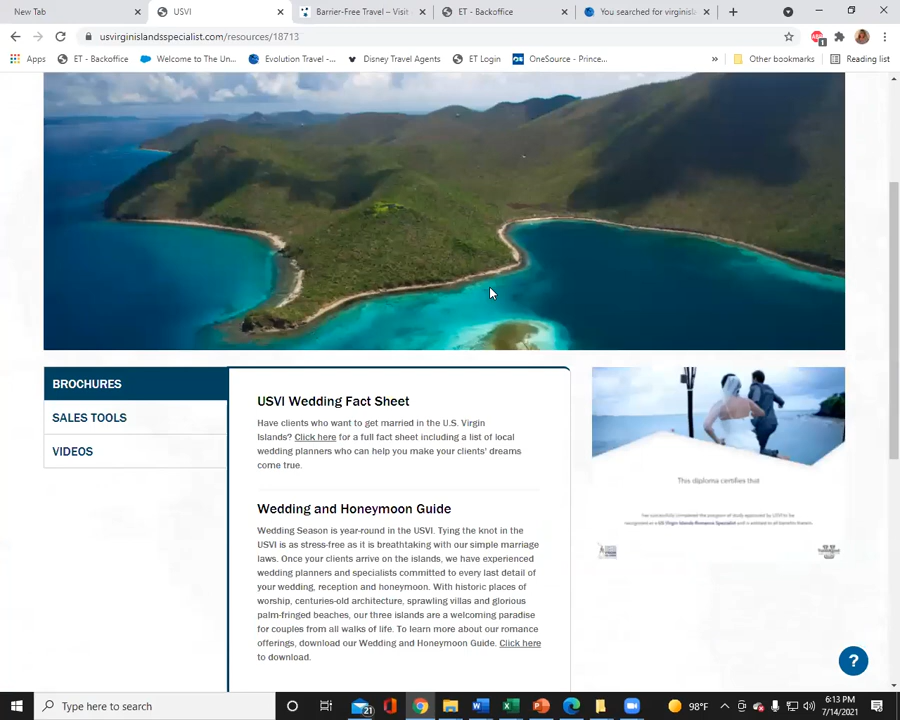 New Tab
USVI
Barrier-Free Travel – Visit
ET - Backoffice
You searched for virginisl
usvirginislandsspecialist.com/resources/18713
Apps
ET - Backoffice
Welcome to The Un...
Evolution Travel -...
Disney Travel Agents
ET Login
OneSource - Prince...
»
Other bookmarks
Reading list
BROCHURES
SALES TOOLS
VIDEOS
USVI Wedding Fact Sheet
Have clients who want to get married in the U.S. Virgin
Islands? Click here for a full fact sheet including a list of local
wedding planners who can help you make your clients' dreams
come true.
Wedding and Honeymoon Guide
Wedding Season is year-round in the USVI. Tying the knot in the
USVI is as stress-free as it is breathtaking with our simple marriage
laws. Once your clients arrive on the islands, we have experienced
wedding planners and specialists committed to every last detail of
your wedding, reception and honeymoon. With historic places of
worship, centuries-old architecture, sprawling villas and glorious
palm-fringed beaches, our three islands are a welcoming paradise
for couples from all walks of life. To learn more about our romance
offerings, download our Wedding and Honeymoon Guide. Click here
to download.
This diploma certifies that
?
Type here to search
21
98°F
6:13 PM
7/14/2021